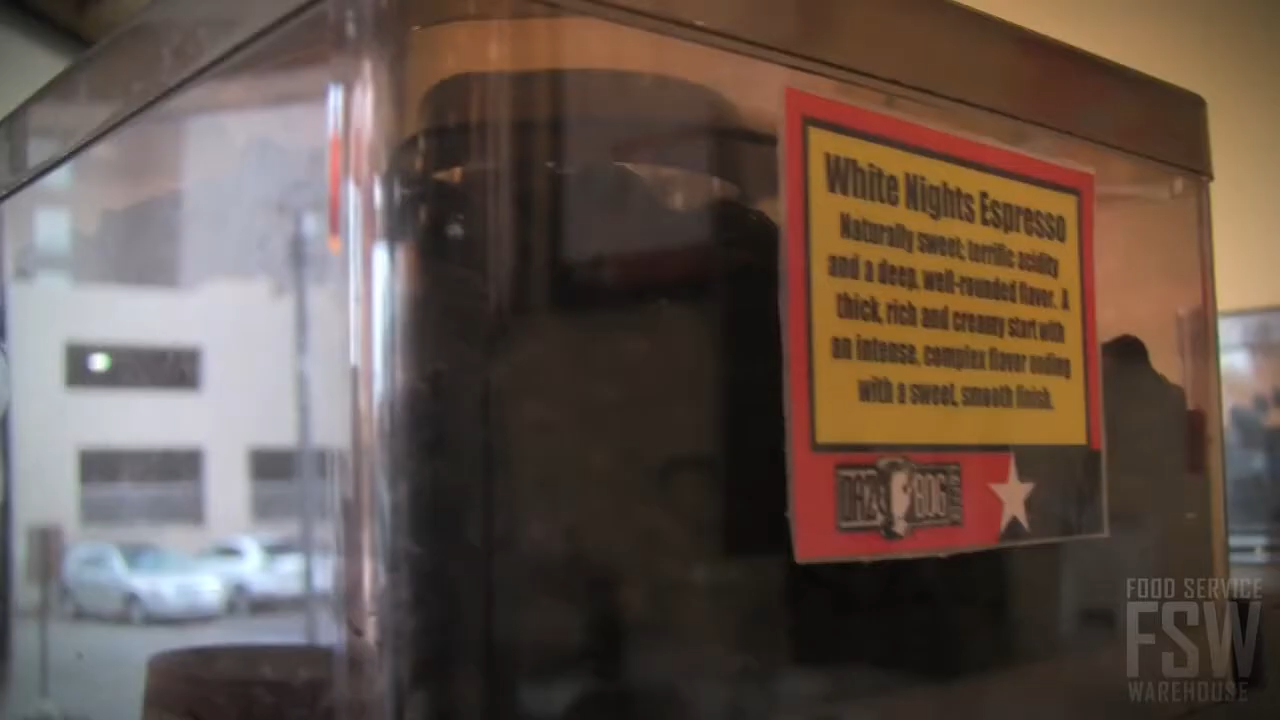 White Nights Espresso
Naturally sweet; terrific acidity
and a deep, well-rounded flavor. A
thick, rich and creamy start with
an intense, complex flavor ending
with a sweet, smooth finish.
DAZBOG
FOOD SERVICE
FSW
WAREHOUSE